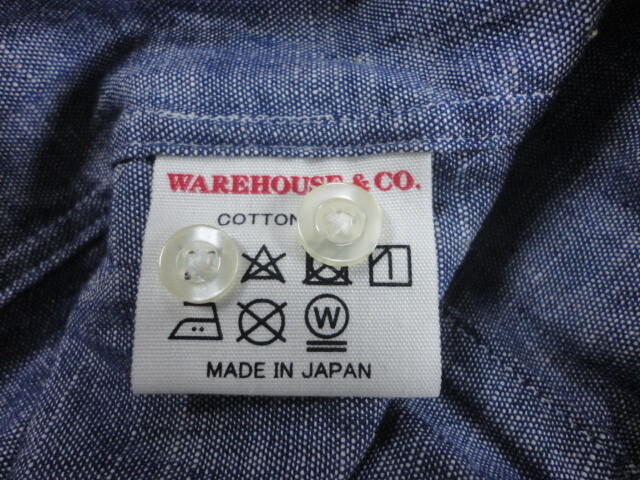 WAREHOUSE & CO.
COTTON
W
MADE IN JAPAN